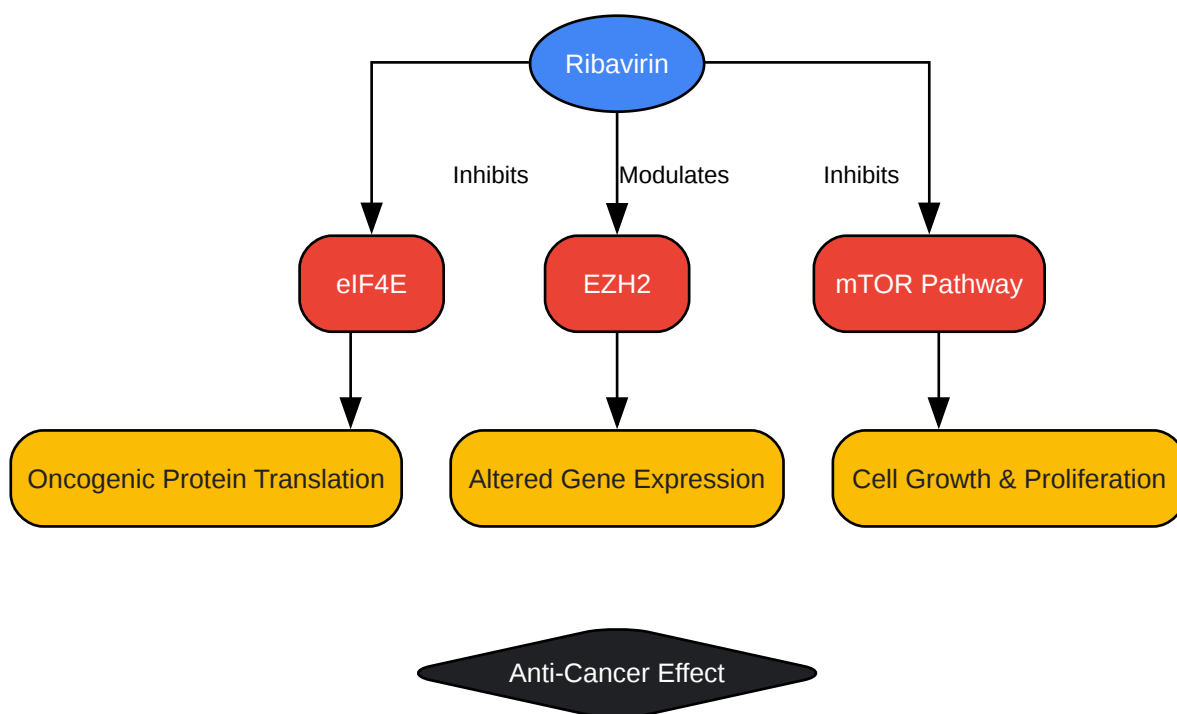 Ribavirin
Inhibits
Modulates
Inhibits
eIF4E
EZH2
mTOR Pathway
Oncogenic Protein Translation
Altered Gene Expression
Cell Growth & Proliferation
Anti-Cancer Effect